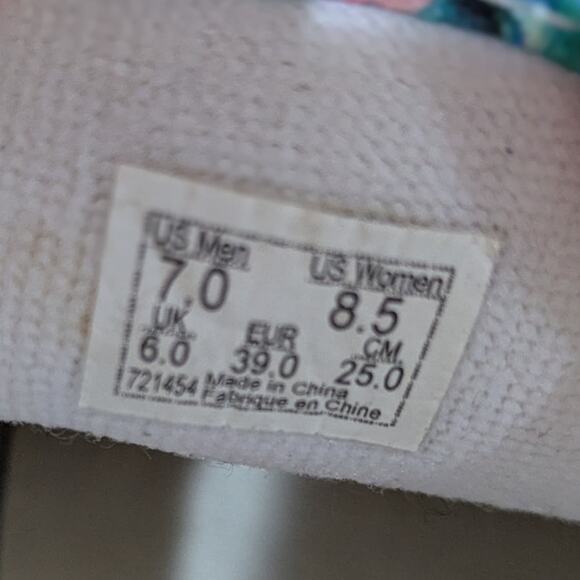 US Men US Women
7.0 8.5
UK EUR CM
6.0 39.0 25.0
721454 Made in China
Fabrique en Chine